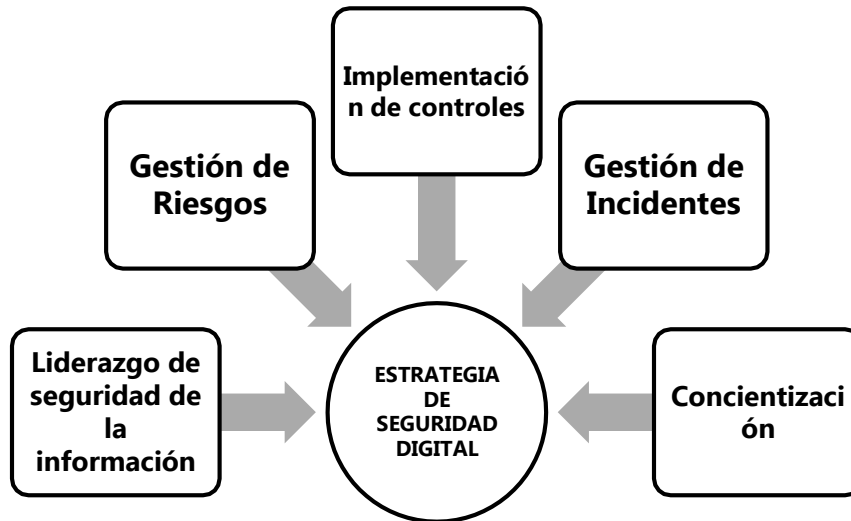 Implementació
n de controles
Gestión de
Riesgos
Gestión de
Incidentes
Liderazgo de
seguridad de
la
información
ESTRATEGIA
DE
SEGURIDAD
DIGITAL
Concientizaci
ón